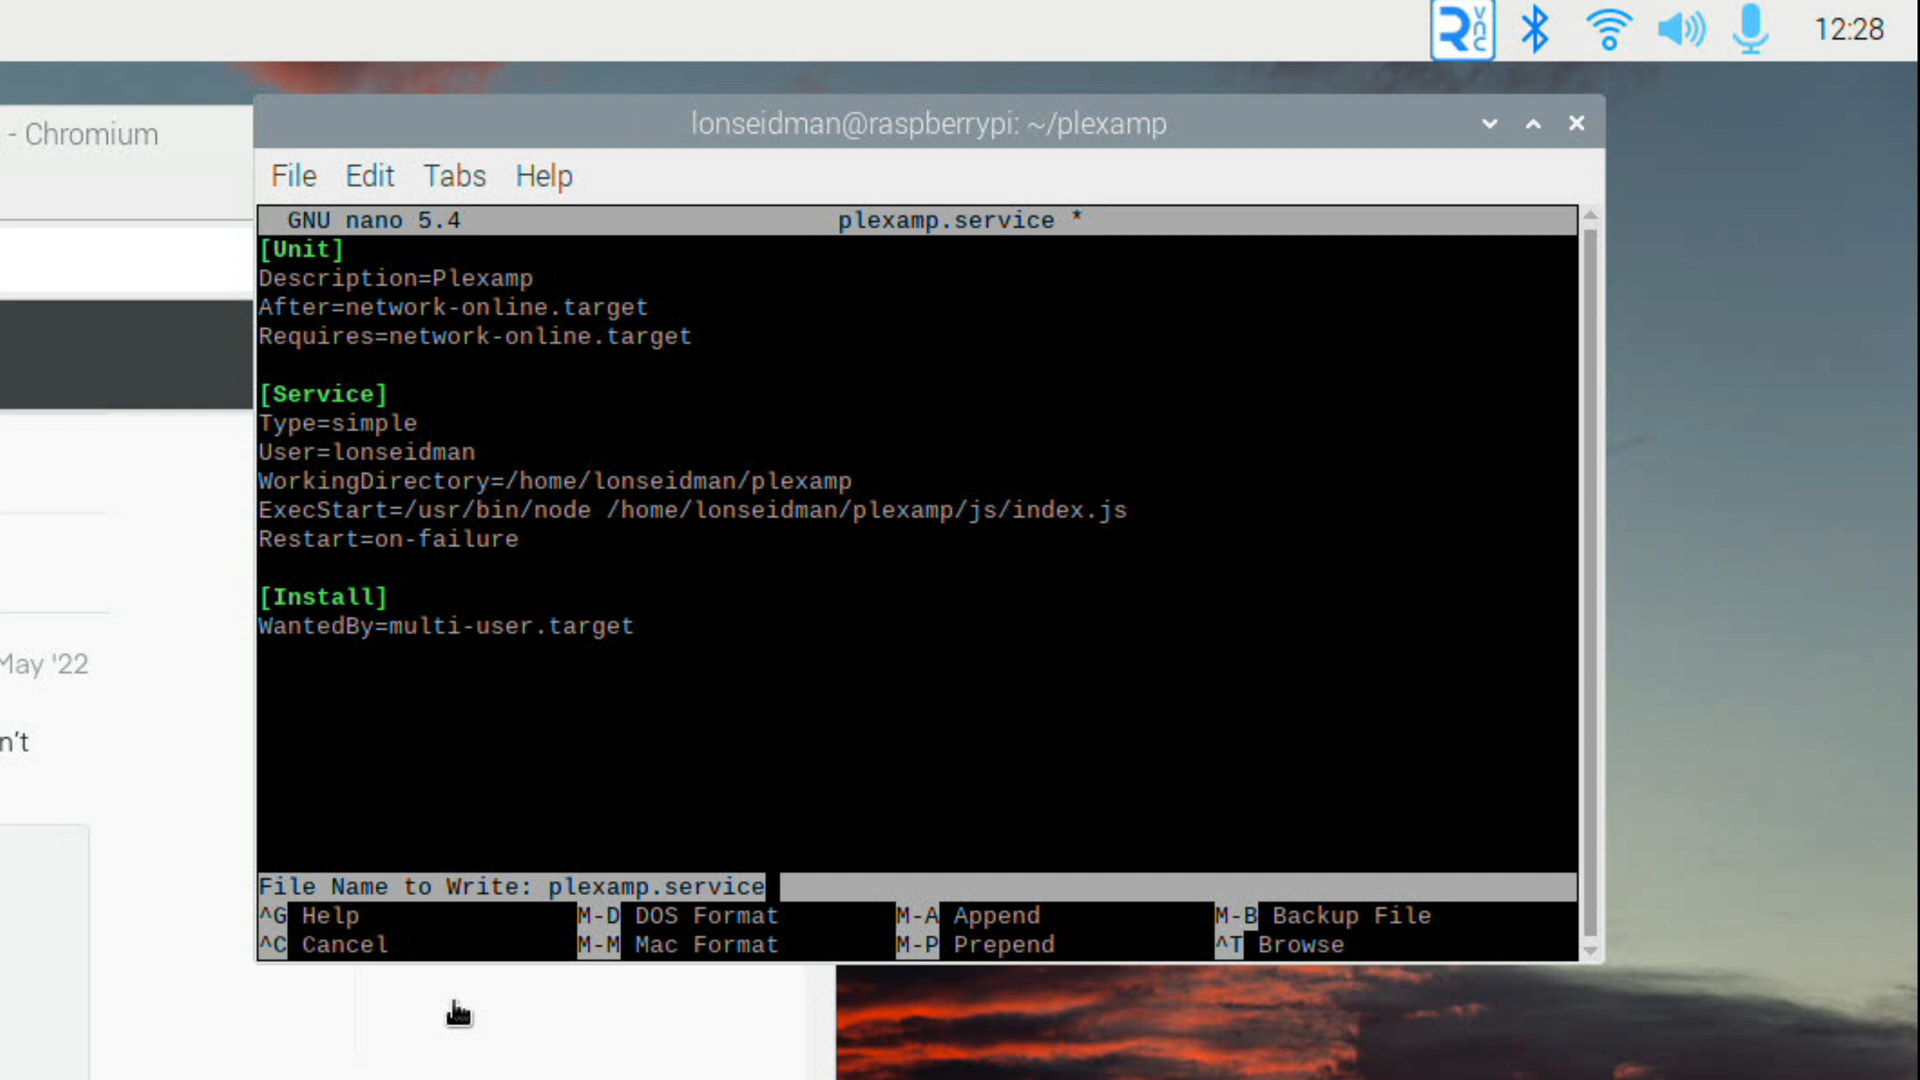 VNC
12:28
- Chromium
lonseidman@raspberrypi: ~/plexamp
File Edit Tabs Help
GNU nano 5.4 plexamp.service *
[Unit]
Description=Plexamp
After=network-online.target
Requires=network-online.target
[Service]
Type=simple
User=lonseidman
WorkingDirectory=/home/lonseidman/plexamp
ExecStart=/usr/bin/node /home/lonseidman/plexamp/js/index.js
Restart=on-failure
[Install]
WantedBy=multi-user.target
May '22
n't
File Name to Write: plexamp.service
^G Help M-D DOS Format M-A Append M-B Backup File
^C Cancel M-M Mac Format M-P Prepend ^T Browse